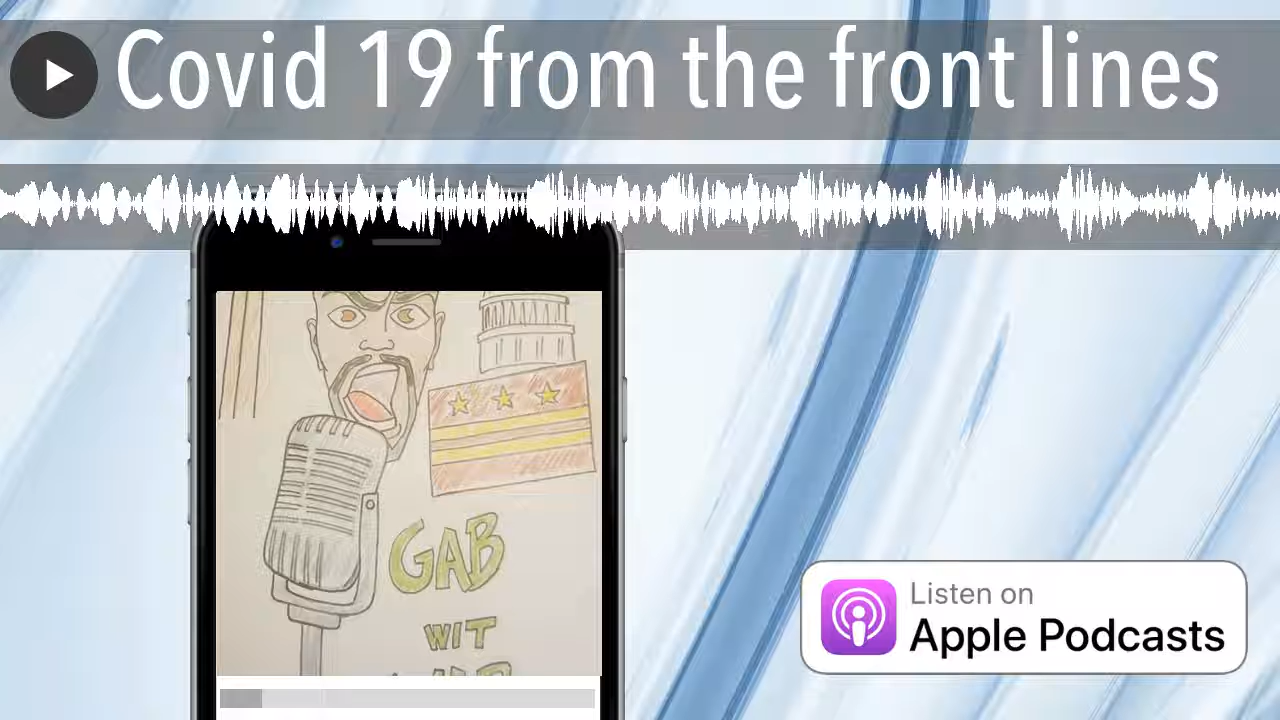 Covid 19 from the front lines
GAB
WIT
Listen on
Apple Podcasts